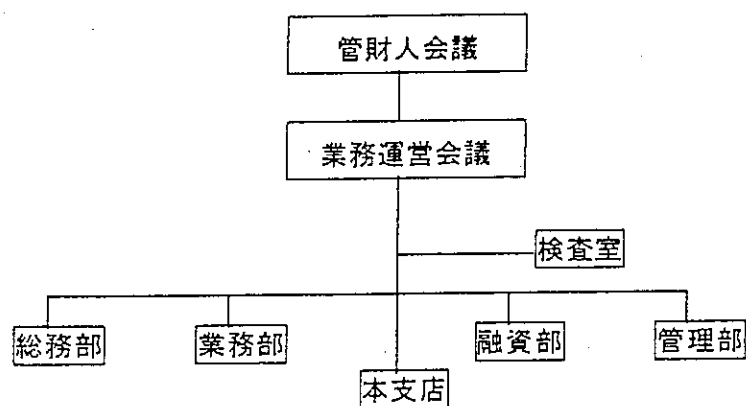 管財人会議
業務運営会議
検査室
総務部
業務部
融資部
管理部
本支店